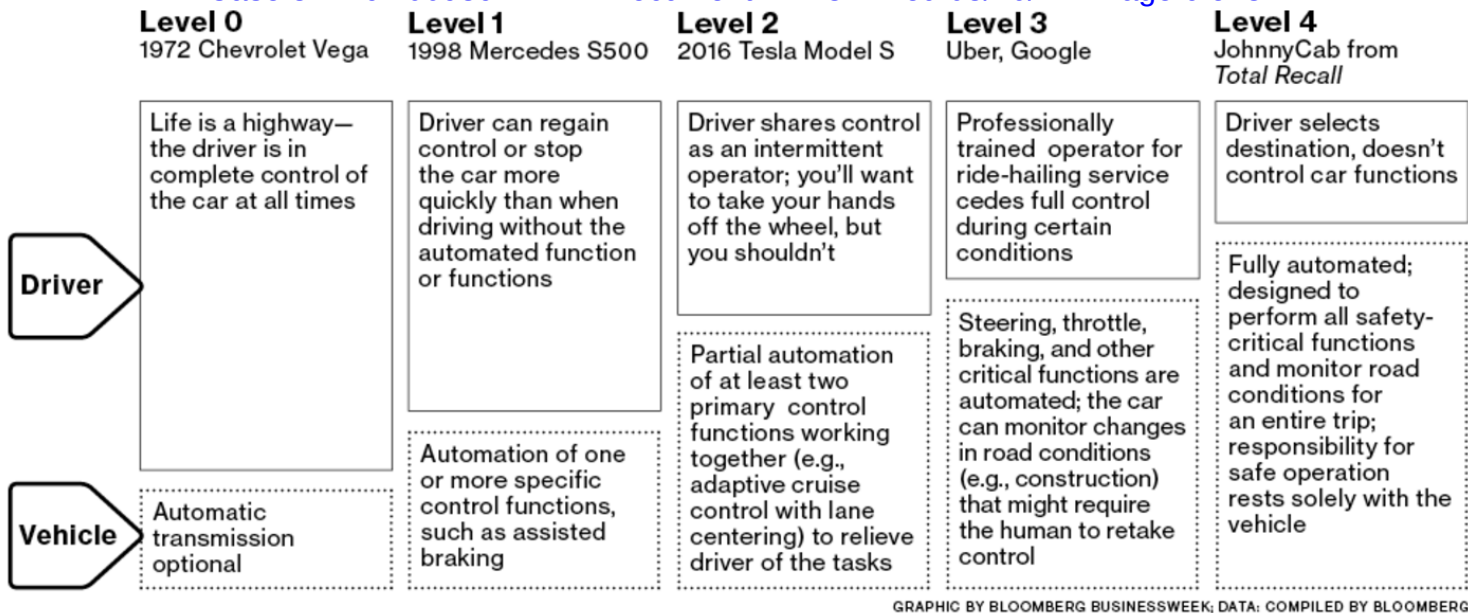 Level 0
1972 Chevrolet Vega
Level 1
1998 Mercedes S500
Level 2
2016 Tesla Model S
Level 3
Uber, Google
Level 4
JohnnyCab from
Total Recall
Driver
Life is a highway—
the driver is in
complete control of
the car at all times
Driver can regain
control or stop
the car more
quickly than when
driving without the
automated function
or functions
Driver shares control
as an intermittent
operator; you’ll want
to take your hands
off the wheel, but
you shouldn’t
Professionally
trained operator for
ride-hailing service
cedes full control
during certain
conditions
Driver selects
destination, doesn’t
control car functions
Vehicle
Automatic
transmission
optional
Automation of one
or more specific
control functions,
such as assisted
braking
Partial automation
of at least two
primary control
functions working
together (e.g.,
adaptive cruise
control with lane
centering) to relieve
driver of the tasks
Steering, throttle,
braking, and other
critical functions are
automated; the car
can monitor changes
in road conditions
(e.g., construction)
that might require
the human to retake
control
Fully automated;
designed to
perform all safety-
critical functions
and monitor road
conditions for
an entire trip;
responsibility for
safe operation
rests solely with the
vehicle
GRAPHIC BY BLOOMBERG BUSINESSWEEK; DATA: COMPILED BY BLOOMBERG